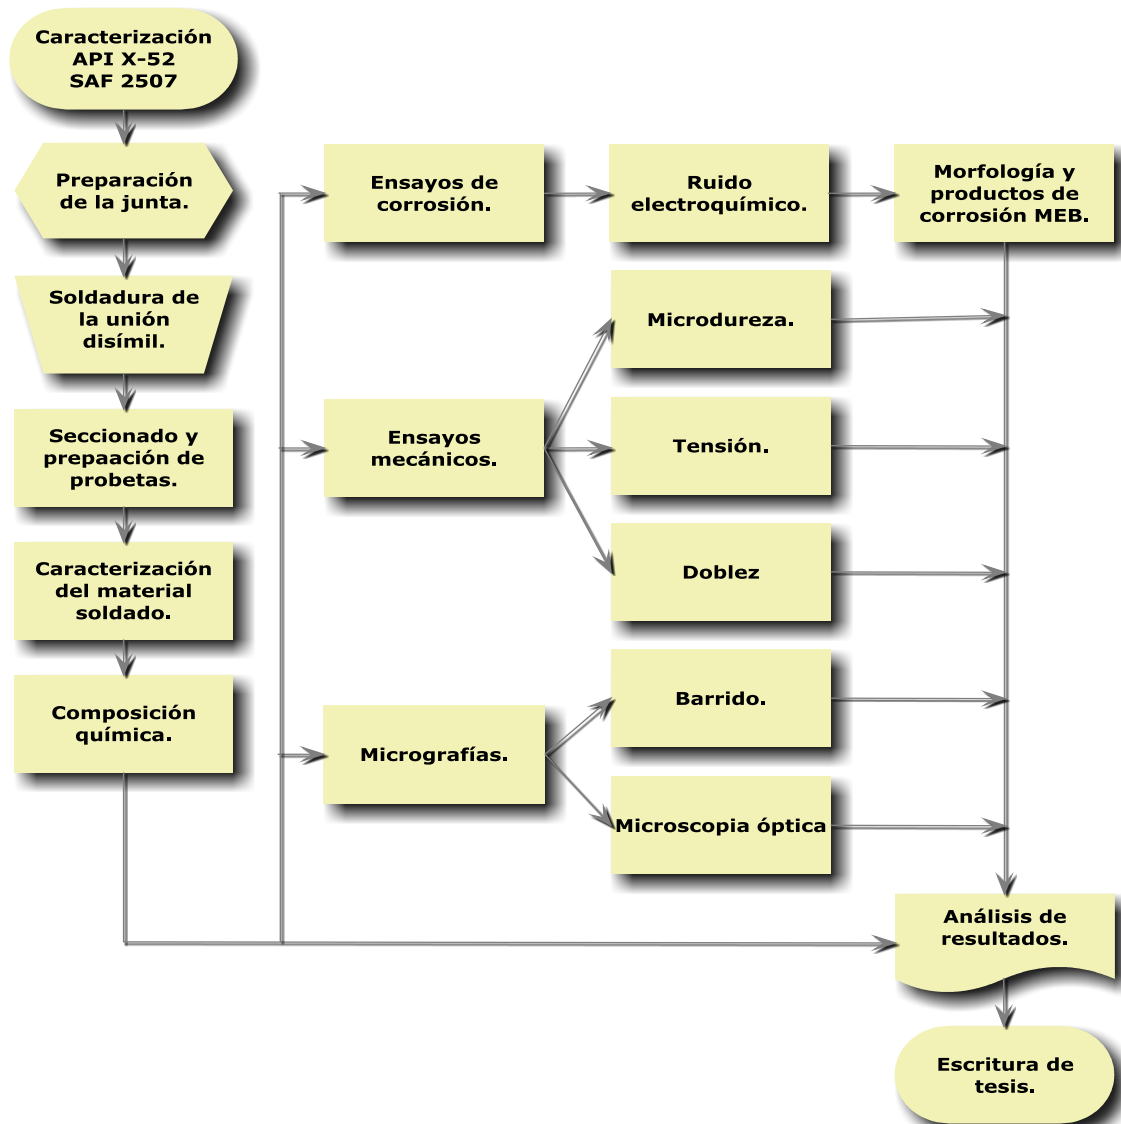 Caracterización
API X-52
SAF 2507
Preparación
de la junta.
Soldadura de
la unión
disímil.
Seccionado y
prepaación de
probetas.
Caracterización
del material
soldado.
Composición
química.
Ensayos de
corrosión.
Ruido
electroquímico.
Morfología y
productos de
corrosión MEB.
Ensayos
mecánicos.
Microdureza.
Tensión.
Doblez
Micrografías.
Barrido.
Microscopia óptica
Análisis de
resultados.
Escritura de
tesis.